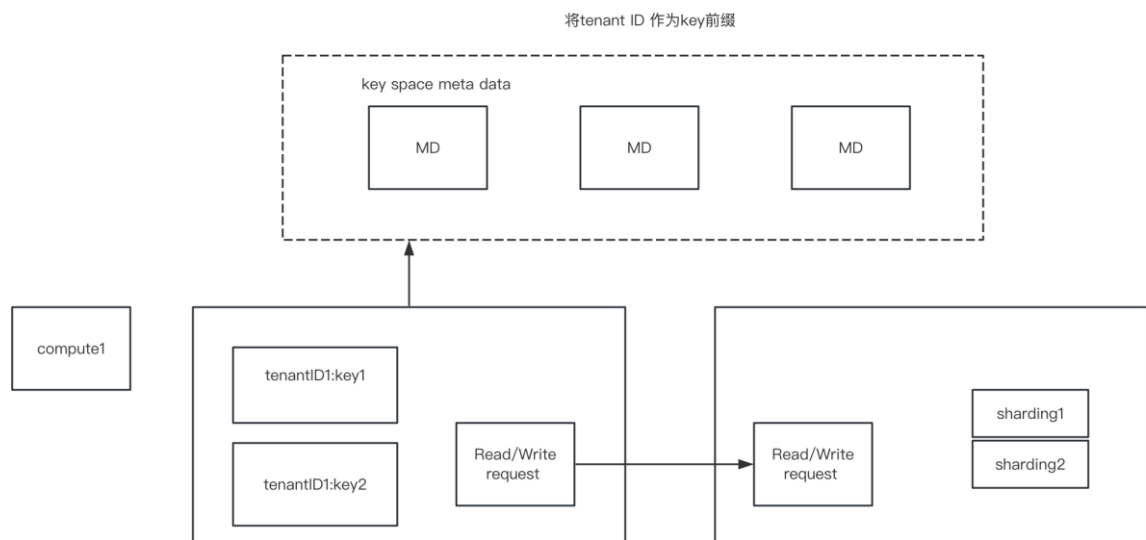 将tenant ID 作为key前缀
key space meta data
MD
MD
MD
compute1
tenantID1:key1
tenantID1:key2
Read/Write
request
Read/Write
request
sharding1
sharding2